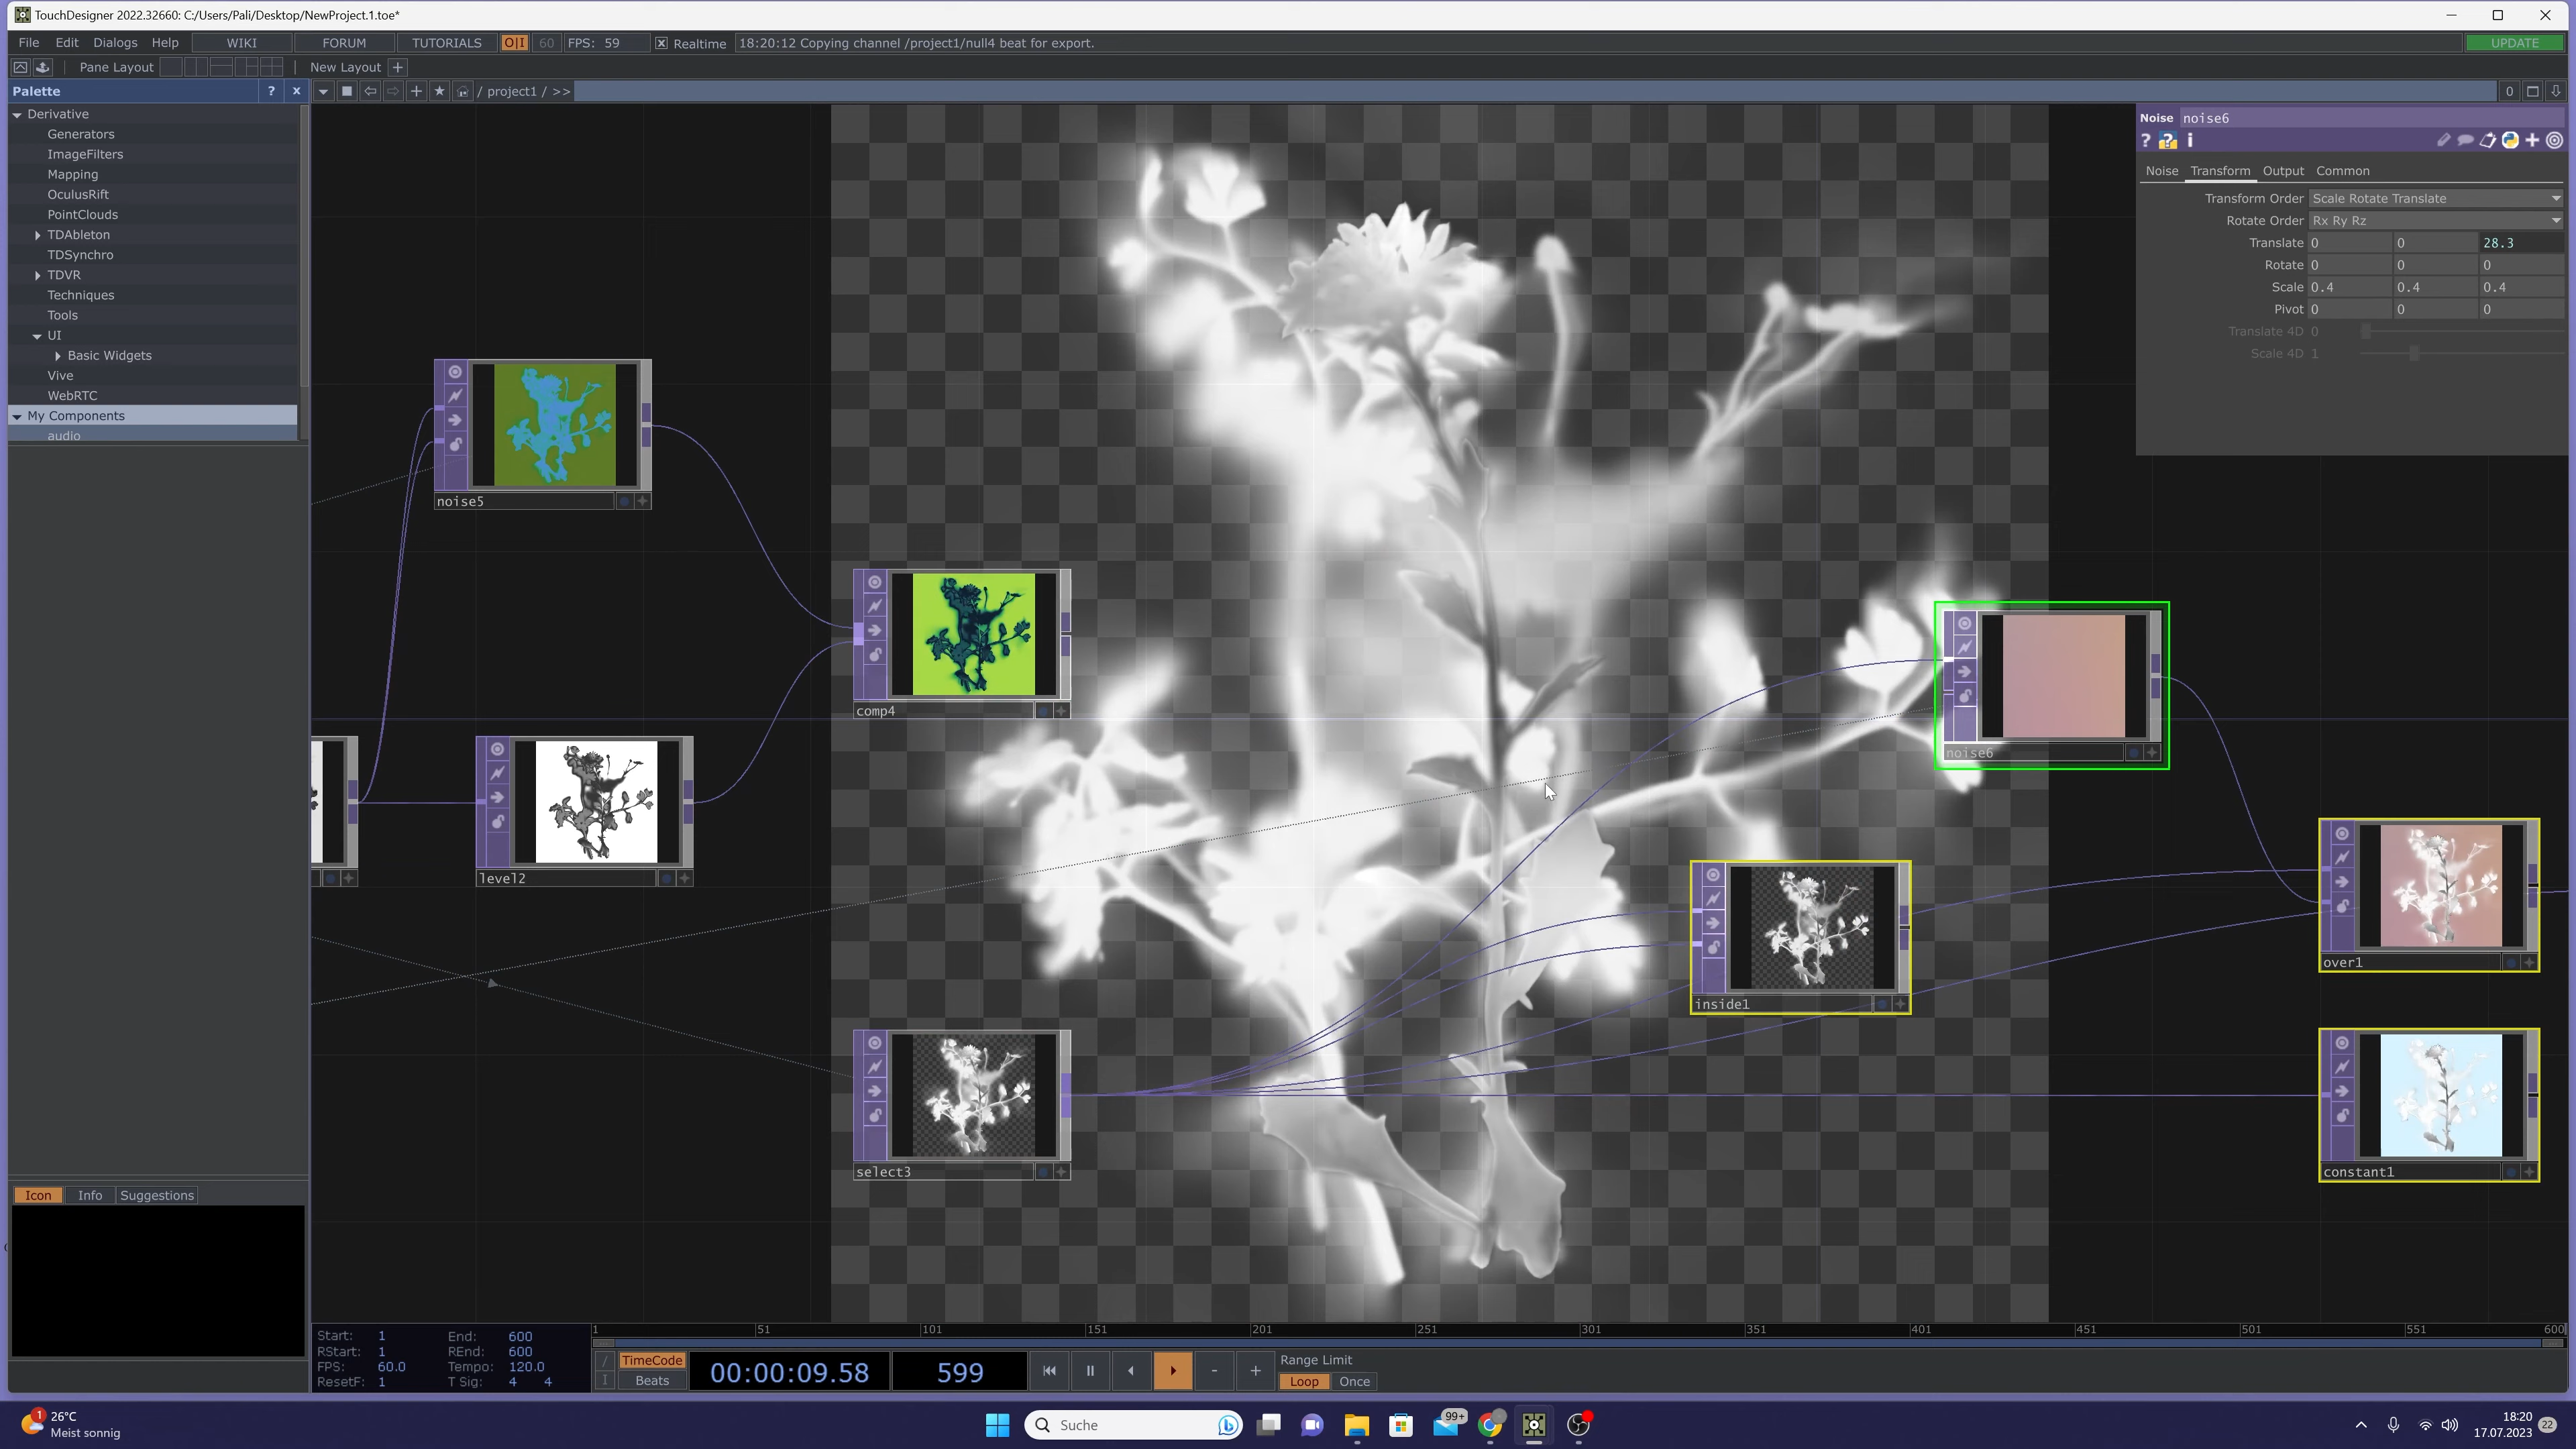 TouchDesigner 2022.32660: C:/Users/Pali/Desktop/NewProject.1.toe*
File Edit Dialogs Help WIKI FORUM TUTORIALS O|I 60 FPS: 59 Realtime 18:20:12 Copying channel /project1/null4 beat for export. UPDATE
Pane Layout New Layout +
Palette ? x / project1 / >> 0
Derivative
Generators
ImageFilters
Mapping
OculusRift
PointClouds
TDAbleton
TDSynchro
TDVR
Techniques
Tools
UI
Basic Widgets
Vive
WebRTC
My Components
audio
Noise noise6
? ? i
Noise Transform Output Common
Transform Order Scale Rotate Translate
Rotate Order Rx Ry Rz
Translate 0 0 28.3
Rotate 0 0 0
Scale 0.4 0.4 0.4
Pivot 0 0 0
Translate 4D 0
Scale 4D 1
noise5
comp4
noise6
level2
over1
inside1
select3
constant1
Icon Info Suggestions
1 51 101 151 201 251 301 351 401 451 501 551 600
Start: 1 End: 600
RStart: 1 REnd: 600
FPS: 60.0 Tempo: 120.0
ResetF: 1 T Sig: 4 4
TimeCode
Beats
00:00:09.58 599
- +
Range Limit
Loop Once
1
26°C
Meist sonnig
Suche
99+
18:20
17.07.2023
22